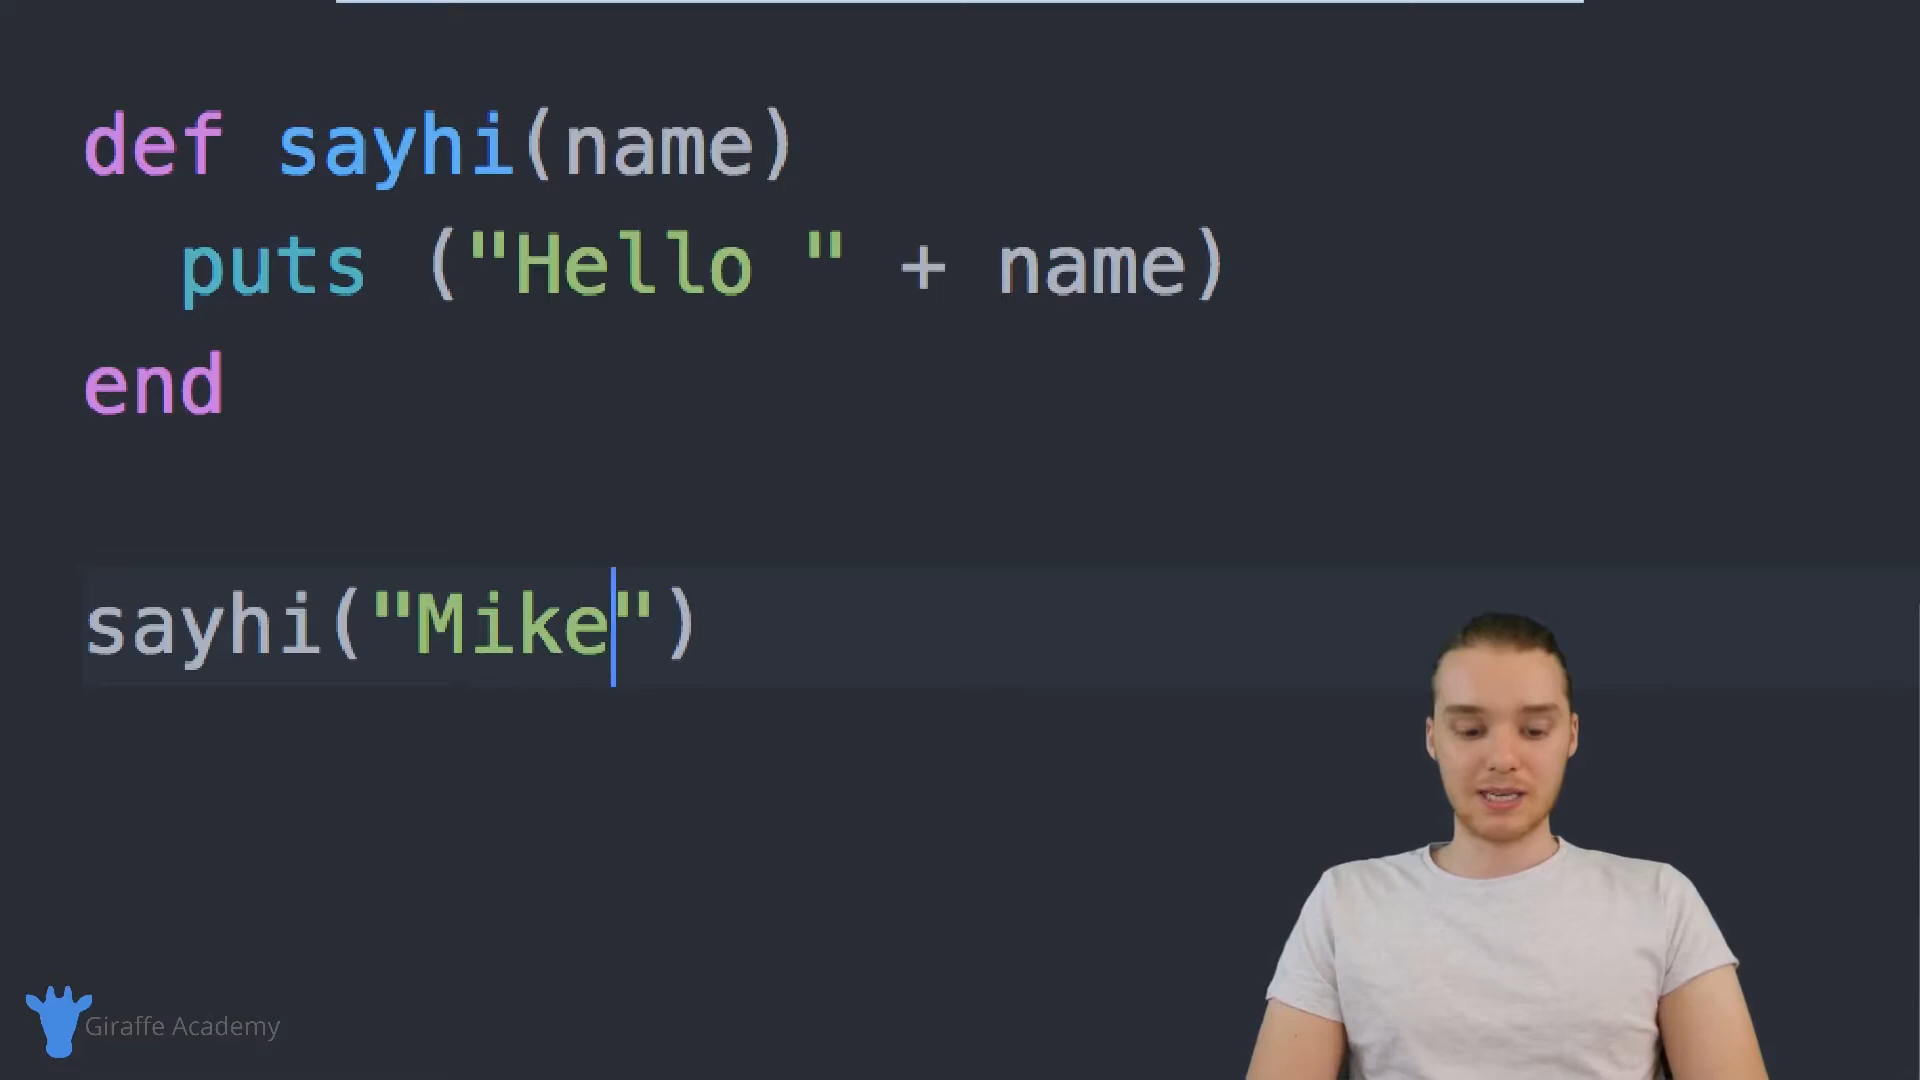 def sayhi(name)
  puts ("Hello " + name)
end
sayhi("Mike")
Giraffe Academy